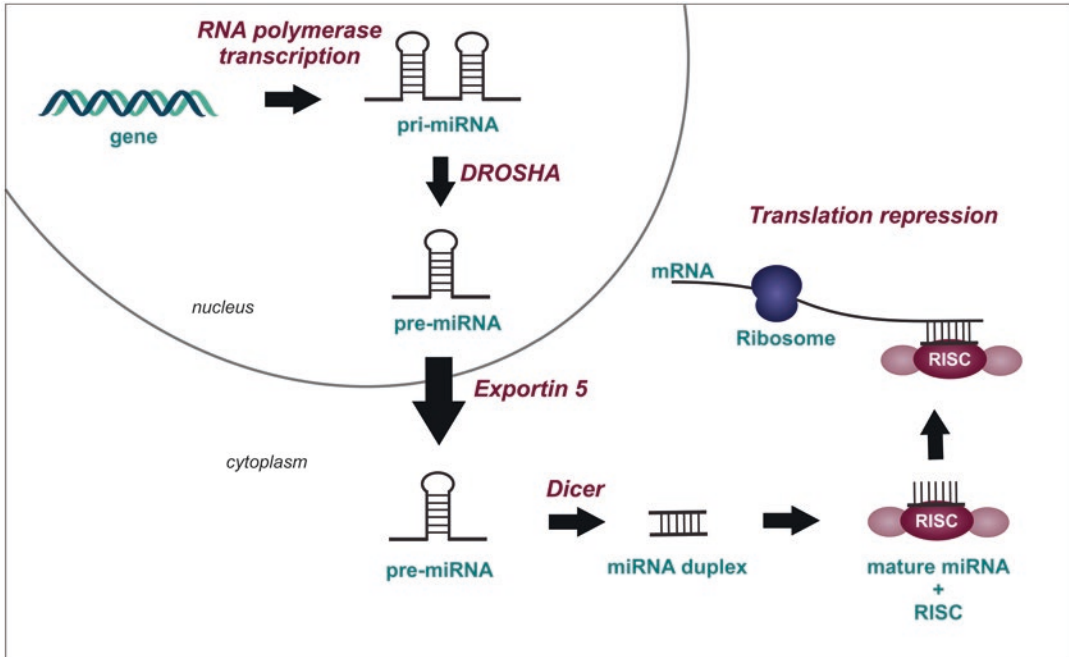 RNA polymerase
transcription
gene
pri-miRNA
DROSHA
pre-miRNA
nucleus
Exportin 5
cytoplasm
pre-miRNA
Dicer
miRNA duplex
RISC
mature miRNA
+
RISC
Translation repression
mRNA
Ribosome
RISC